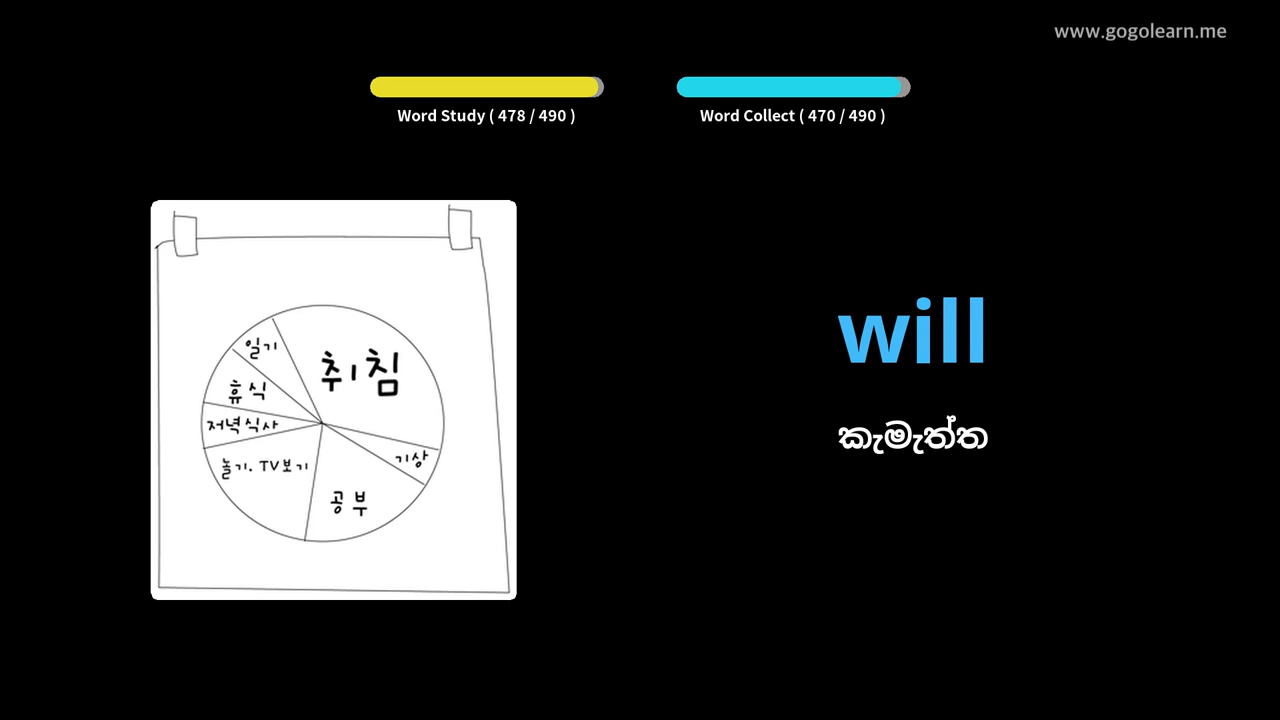 www.gogolearn.me
Word Study ( 478 / 490 )
Word Collect ( 470 / 490 )
일기
취침
휴식
저녁식사
놀기. TV보기
기상
공부
will
කැමැත්ත